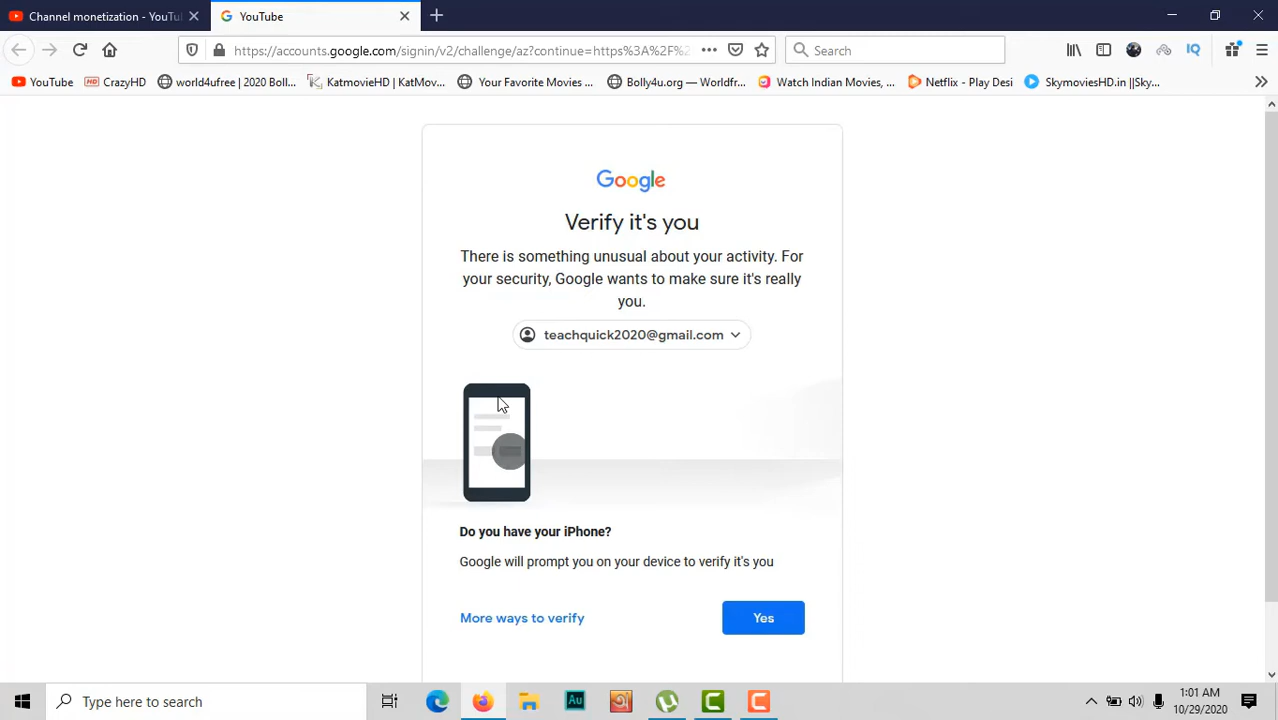 Channel monetization - YouTu
YouTube
https://accounts.google.com/signin/v2/challenge/az?continue=https%3A%2F%2
Search
YouTube
CrazyHD
world4ufree | 2020 Boll...
KatmovieHD | KatMov...
Your Favorite Movies ...
Bolly4u.org — Worldfr...
Watch Indian Movies, ...
Netflix - Play Desi
SkymoviesHD.in ||Sky...
Google
Verify it's you
There is something unusual about your activity. For
your security, Google wants to make sure it's really
you.
teachquick2020@gmail.com
Do you have your iPhone?
Google will prompt you on your device to verify it's you
More ways to verify
Yes
Type here to search
Au
1:01 AM
10/29/2020